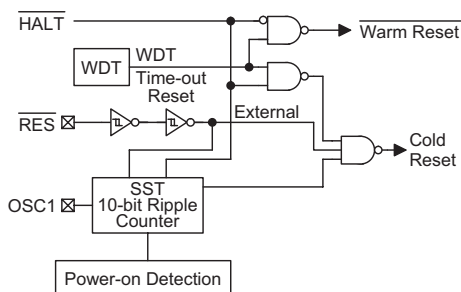 HALT
Warm Reset
WDT
WDT
Time-out
Reset
RES
External
Cold
Reset
OSC1
SST
10-bit Ripple
Counter
Power-on Detection